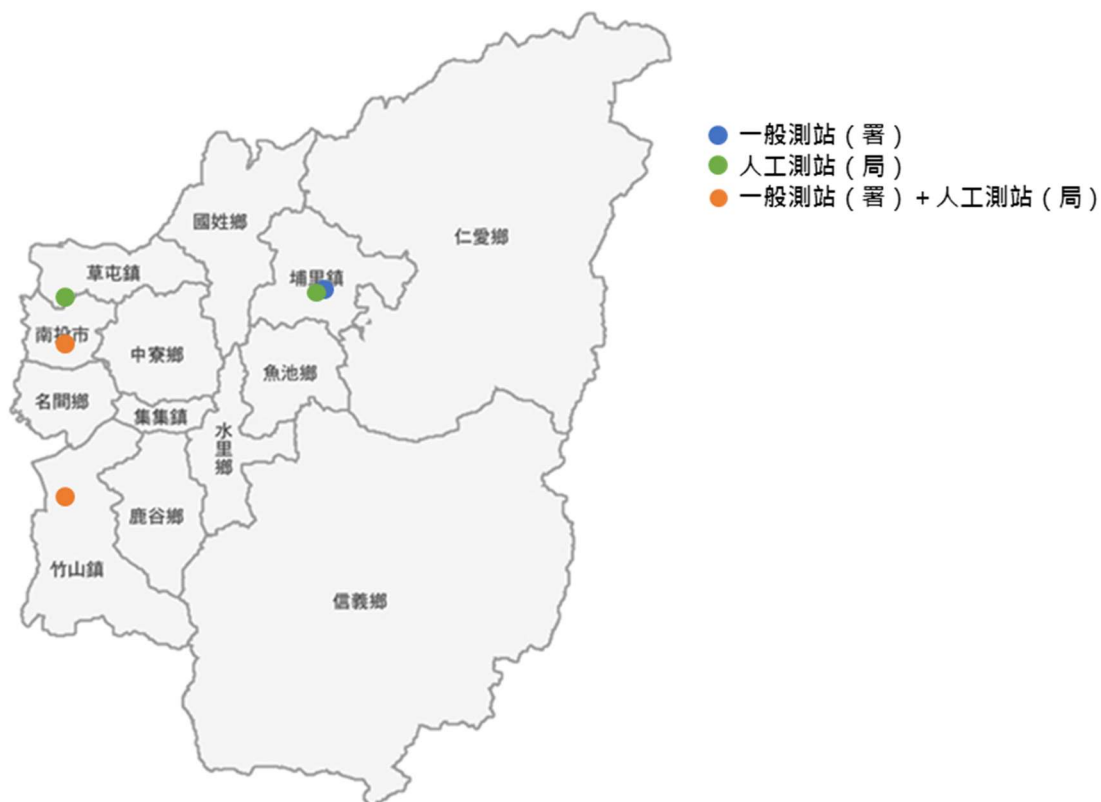 一般測站（署）
人工測站（局）
一般測站（署）+人工測站（局）
國姓鄉
仁愛鄉
草屯鎮
埔里鎮
南投市
中寮鄉
魚池鄉
名間鄉
集集鎮
水里鄉
鹿谷鄉
竹山鎮
信義鄉